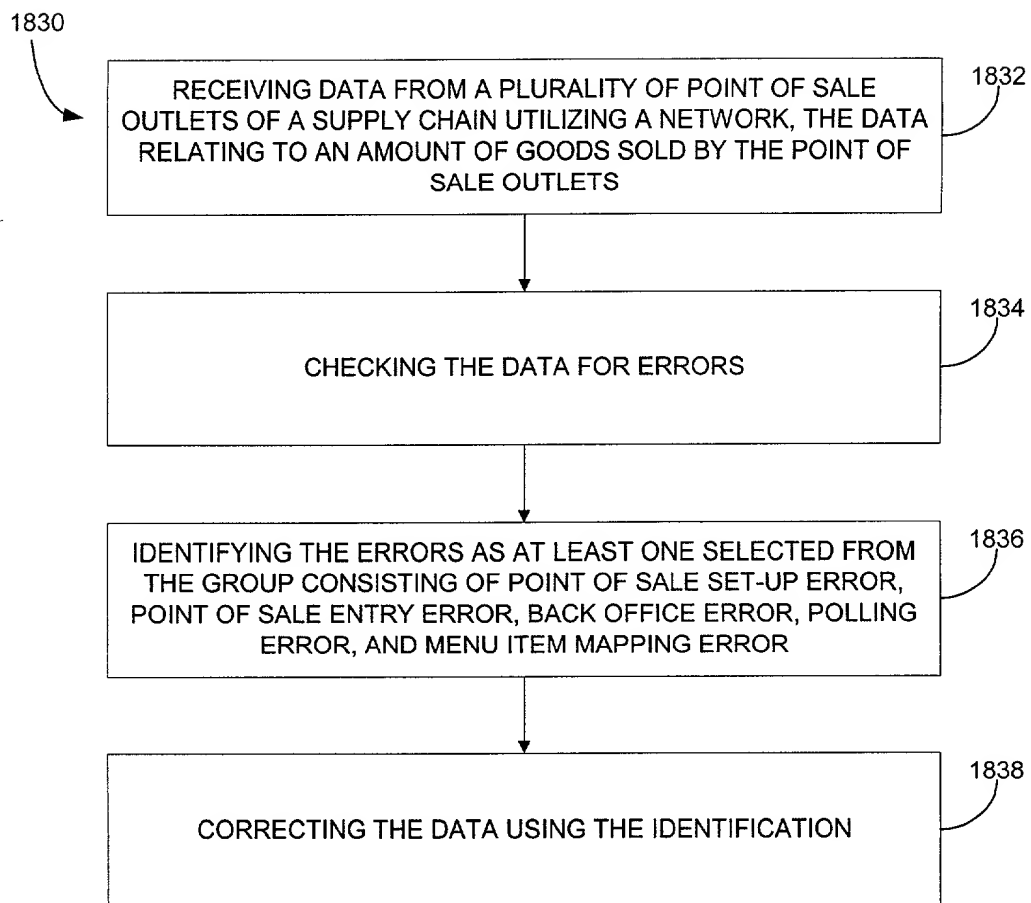 1830
RECEIVING DATA FROM A PLURALITY OF POINT OF SALE
OUTLETS OF A SUPPLY CHAIN UTILIZING A NETWORK, THE DATA
RELATING TO AN AMOUNT OF GOODS SOLD BY THE POINT OF
SALE OUTLETS
1832
CHECKING THE DATA FOR ERRORS
1834
IDENTIFYING THE ERRORS AS AT LEAST ONE SELECTED FROM
THE GROUP CONSISTING OF POINT OF SALE SET-UP ERROR,
POINT OF SALE ENTRY ERROR, BACK OFFICE ERROR, POLLING
ERROR, AND MENU ITEM MAPPING ERROR
1836
CORRECTING THE DATA USING THE IDENTIFICATION
1838